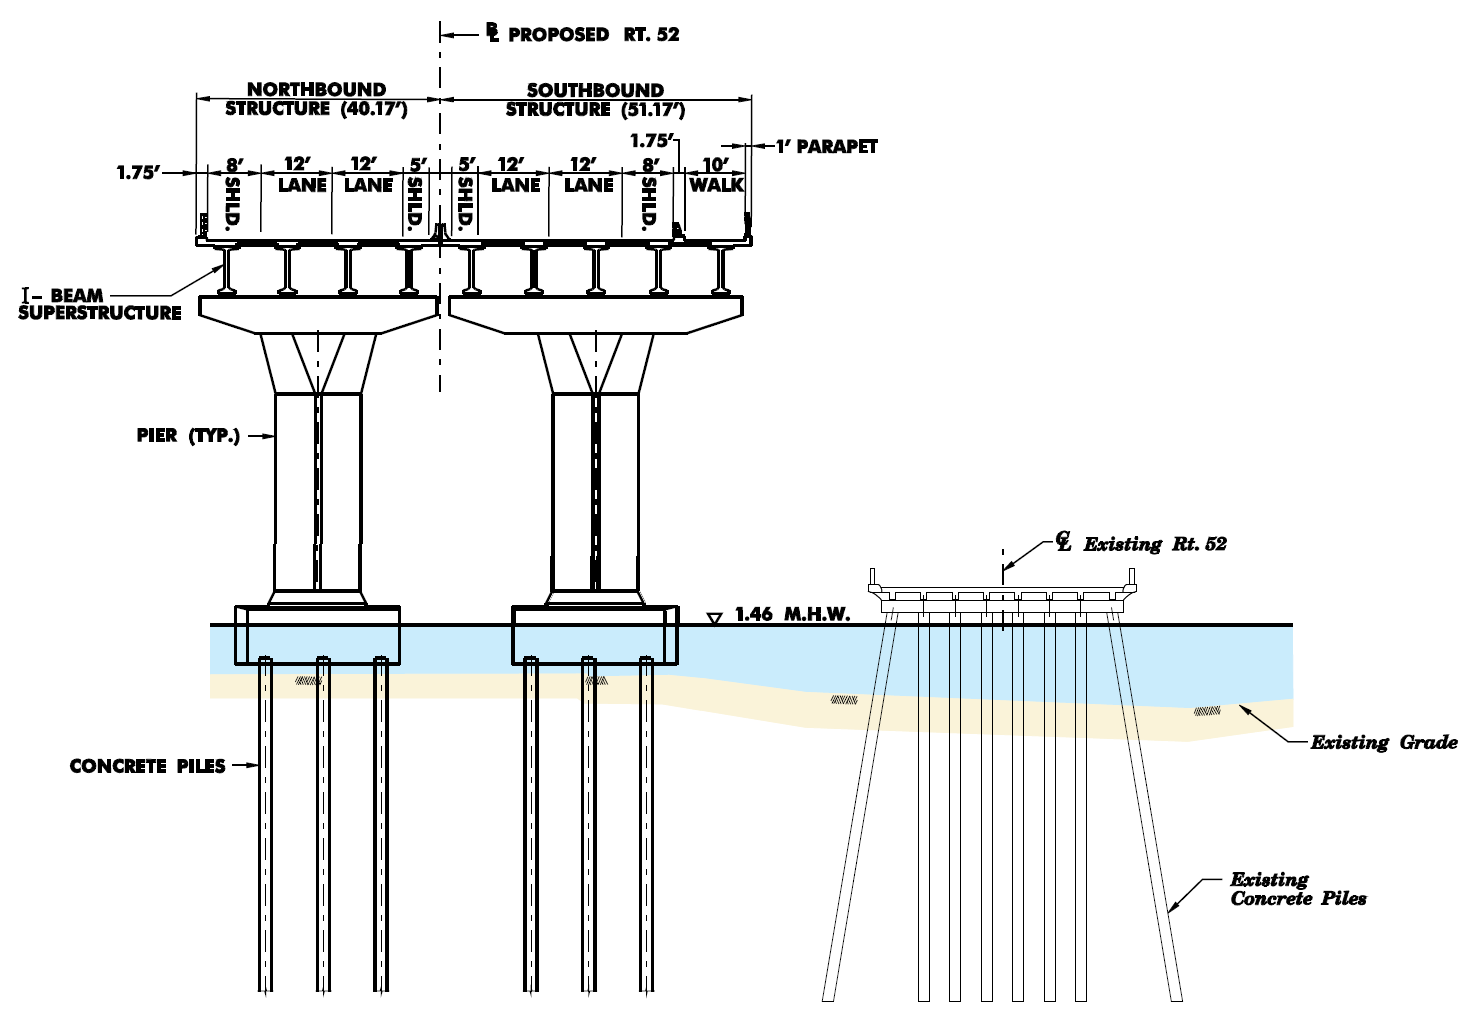 ℄ PROPOSED RT. 52
NORTHBOUND
STRUCTURE (40.17')
SOUTHBOUND
STRUCTURE (51.17')
1.75'
1' PARAPET
1.75'
8'
SHLD.
12'
LANE
12'
LANE
5'
SHLD.
5'
SHLD.
12'
LANE
12'
LANE
8'
SHLD.
10'
WALK
I - BEAM
SUPERSTRUCTURE
PIER (TYP.)
℄ Existing Rt. 52
1.46 M.H.W.
Existing Grade
CONCRETE PILES
Existing
Concrete Piles